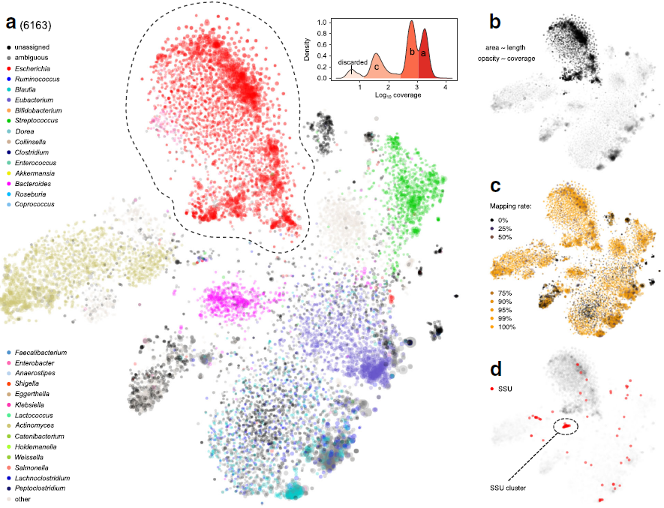 a (6163)
unassigned
ambiguous
Escherichia
Ruminococcus
Blautia
Eubacterium
Bifidobacterium
Streptococcus
Dorea
Collinsella
Clostridium
Enterococcus
Akkermansia
Bacteroides
Roseburia
Coprococcus
Faecalibacterium
Enterobacter
Anaerostipes
Shigella
Eggerthella
Klebsiella
Lactococcus
Actinomyces
Catenibacterium
Holdemanella
Weissella
Salmonella
Lachnoclostridium
Peptoclostridium
other
Density
1.0
0.8
0.6
0.4
0.2
0.0
discarded
c
b
a
1 2 3 4
Log10 coverage
b
area ~ length
opacity ~ coverage
c
Mapping rate:
0%
25%
50%
75%
90%
95%
99%
100%
d
SSU
SSU cluster